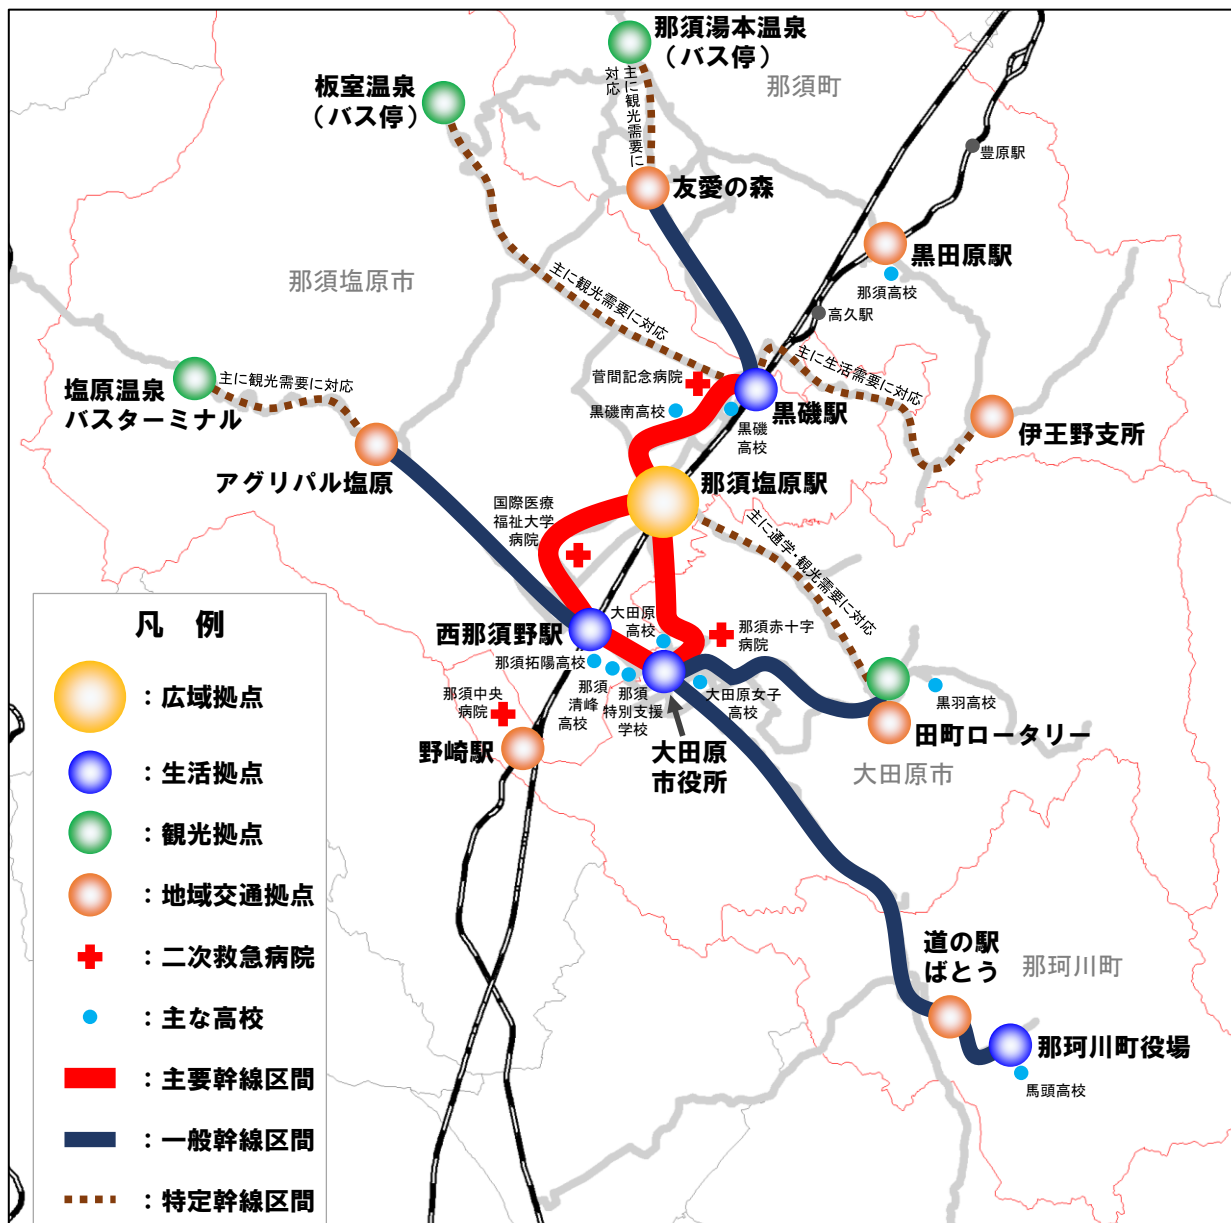 那須湯本温泉
（バス停）
主に観光需要に
対応
那須町
板室温泉
（バス停）
豊原駅
友愛の森
黒田原駅
那須高校
那須塩原市
主に観光需要に対応
高久駅
主に生活需要に対応
塩原温泉
バスターミナル
主に観光需要に対応
菅間記念病院
黒磯南高校
黒磯駅
黒磯
高校
伊王野支所
アグリパル塩原
那須塩原駅
国際医療
福祉大学
病院
主に通学・観光需要に対応
西那須野駅
大田原
高校
那須赤十字
病院
那須拓陽高校
那須
清峰
高校
那須
特別支援
学校
大田原女子
高校
黒羽高校
那須中央
病院
野崎駅
大田原
市役所
田町ロータリー
大田原市
道の駅
ばとう
那珂川町
那珂川町役場
馬頭高校
凡　例
：広域拠点
：生活拠点
：観光拠点
：地域交通拠点
：二次救急病院
：主な高校
：主要幹線区間
：一般幹線区間
：特定幹線区間